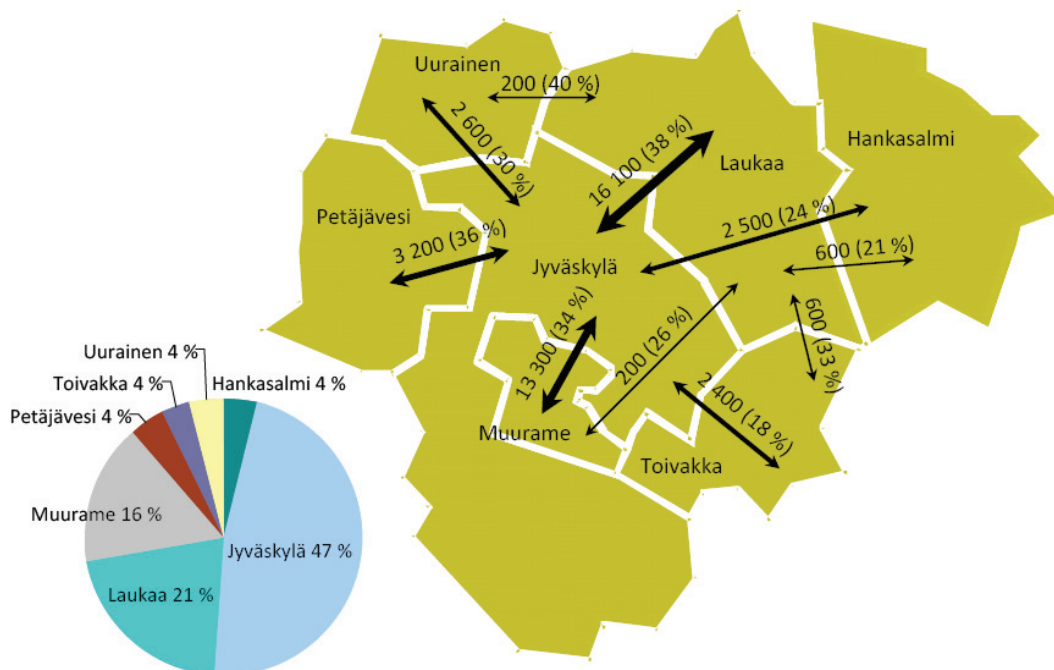 Uurainen
200 (40 %)
2 600 (30 %)
16 100 (38 %)
Hankasalmi
Laukaa
Petäjävesi
3 200 (36 %)
2 500 (24 %)
600 (21 %)
Jyväskylä
13 300 (34 %)
200 (26 %)
600 (33 %)
2 400 (18 %)
Muurame
Toivakka
Uurainen 4 %
Toivakka 4 %
Hankasalmi 4 %
Petäjävesi 4 %
Muurame 16 %
Jyväskylä 47 %
Laukaa 21 %